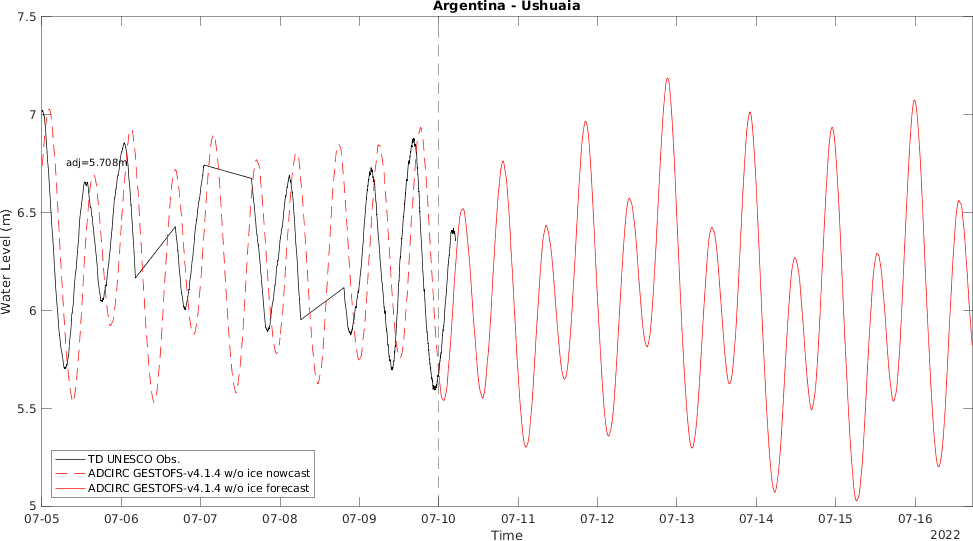 Argentina - Ushuaia
7.5
7
6.5
6
5.5
5
Water Level (m)
adj=5.708m
TD UNESCO Obs.
ADCIRC GESTOFS-v4.1.4 w/o ice nowcast
ADCIRC GESTOFS-v4.1.4 w/o ice forecast
07-05 07-06 07-07 07-08 07-09 07-10 07-11 07-12 07-13 07-14 07-15 07-16
Time
2022